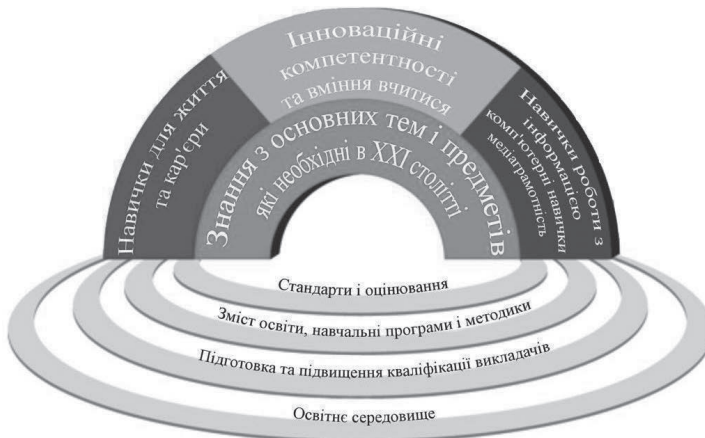 Інноваційні
компетентності
та вміння вчитися
Навички для життя
та кар'єри
Навички роботи з
інформацією
комп'ютерні навички
медіаграмотність
Знання з основних тем і предметів
які необхідні в XXI столітті
Стандарти і оцінювання
Зміст освіти, навчальні програми і методики
Підготовка та підвищення кваліфікації викладачів
Освітнє середовище